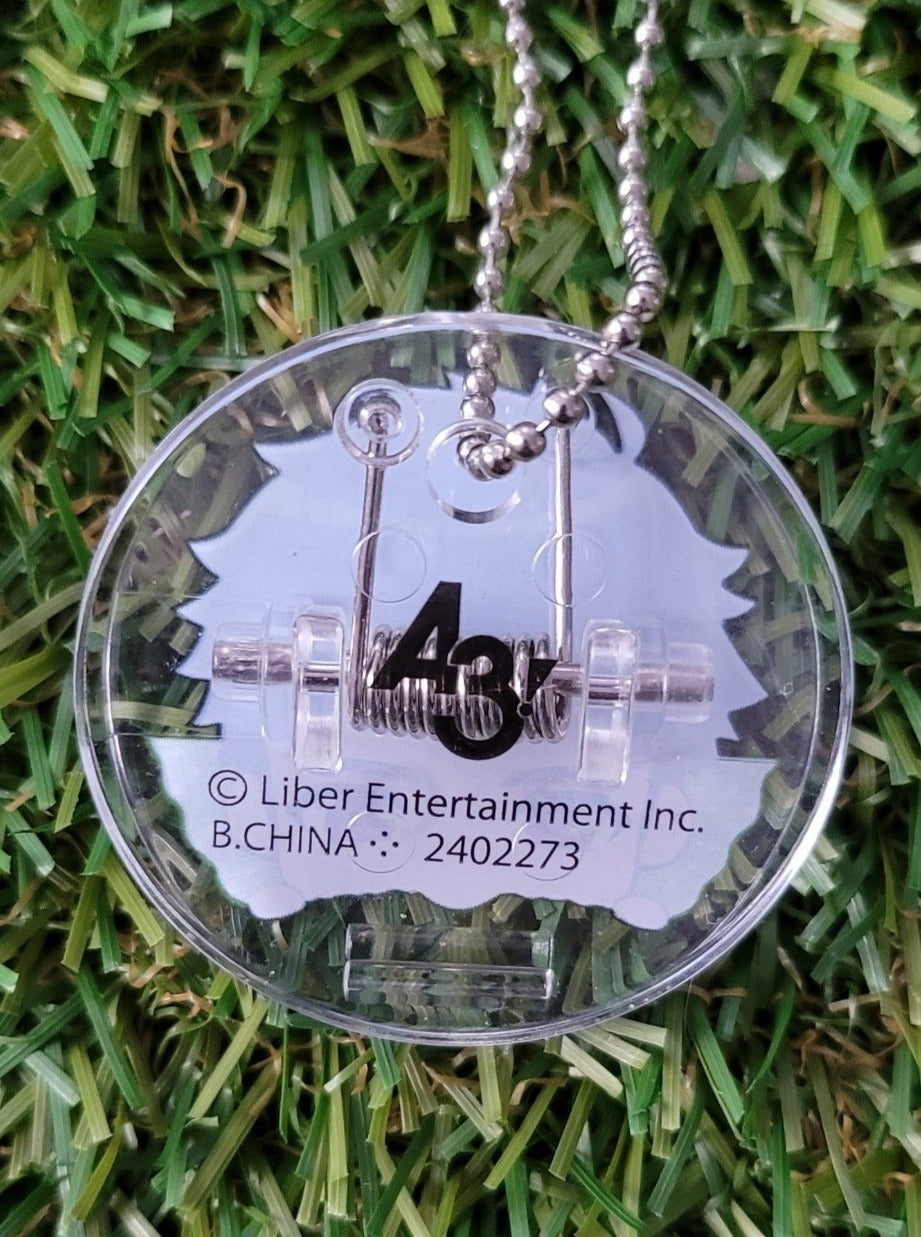 A3!
© Liber Entertainment Inc.
B.CHINA 2402273